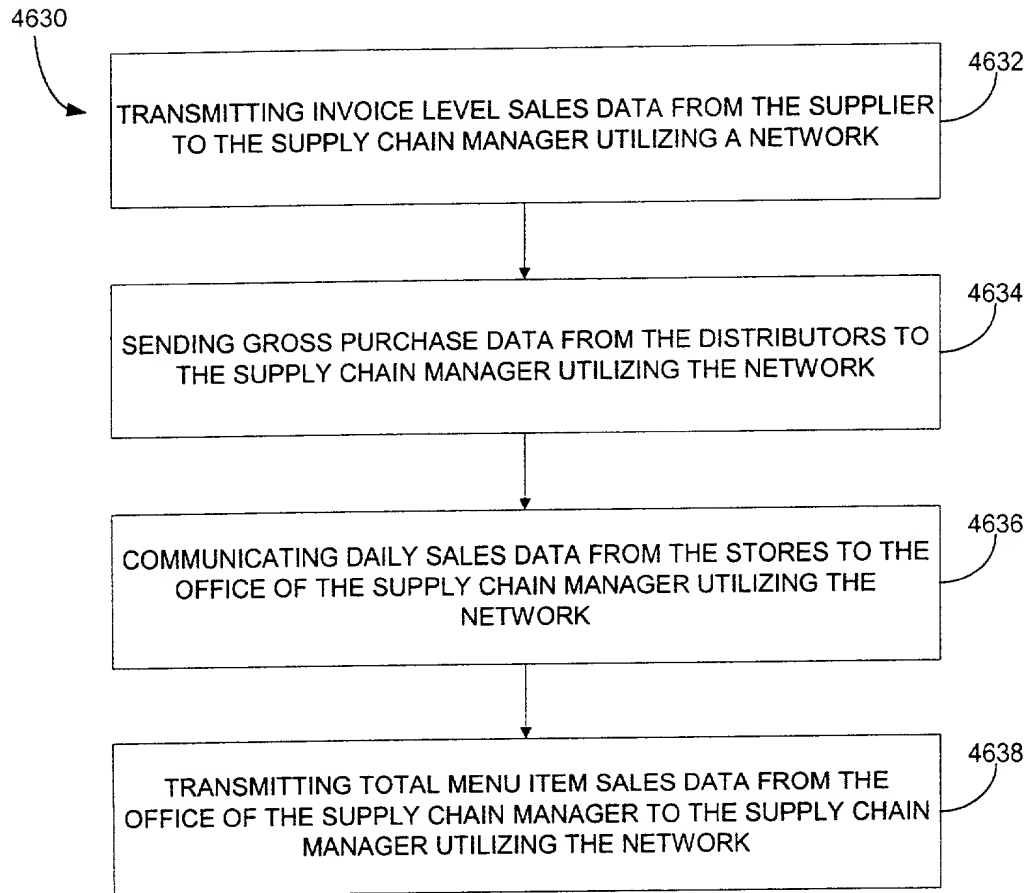 4630
4632
TRANSMITTING INVOICE LEVEL SALES DATA FROM THE SUPPLIER
TO THE SUPPLY CHAIN MANAGER UTILIZING A NETWORK
4634
SENDING GROSS PURCHASE DATA FROM THE DISTRIBUTORS TO
THE SUPPLY CHAIN MANAGER UTILIZING THE NETWORK
4636
COMMUNICATING DAILY SALES DATA FROM THE STORES TO THE
OFFICE OF THE SUPPLY CHAIN MANAGER UTILIZING THE
NETWORK
4638
TRANSMITTING TOTAL MENU ITEM SALES DATA FROM THE
OFFICE OF THE SUPPLY CHAIN MANAGER TO THE SUPPLY CHAIN
MANAGER UTILIZING THE NETWORK